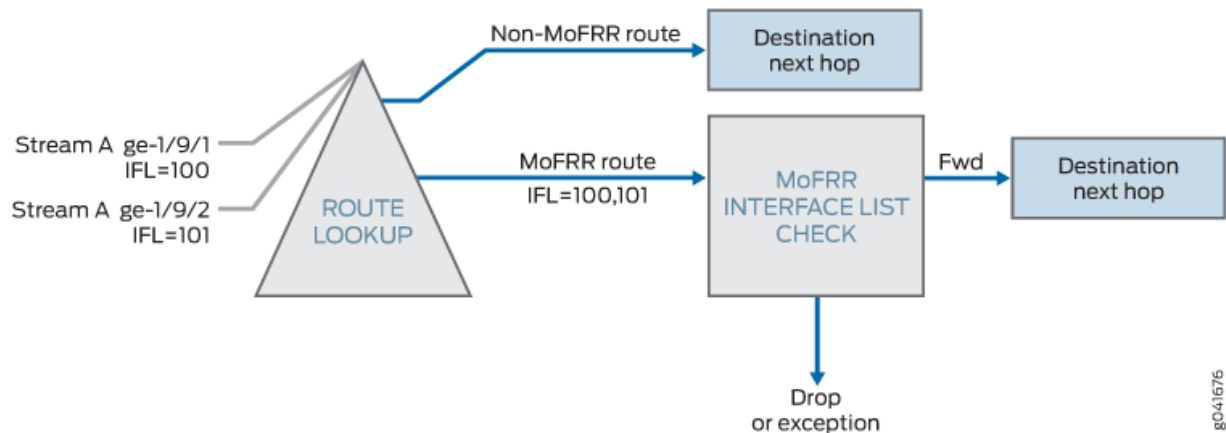 Non-MoFRR route
Destination
next hop
Stream A ge-1/9/1
IFL=100
Stream A ge-1/9/2
IFL=101
ROUTE
LOOKUP
MoFRR route
IFL=100,101
MoFRR
INTERFACE LIST
CHECK
Fwd
Destination
next hop
Drop
or exception
g041676